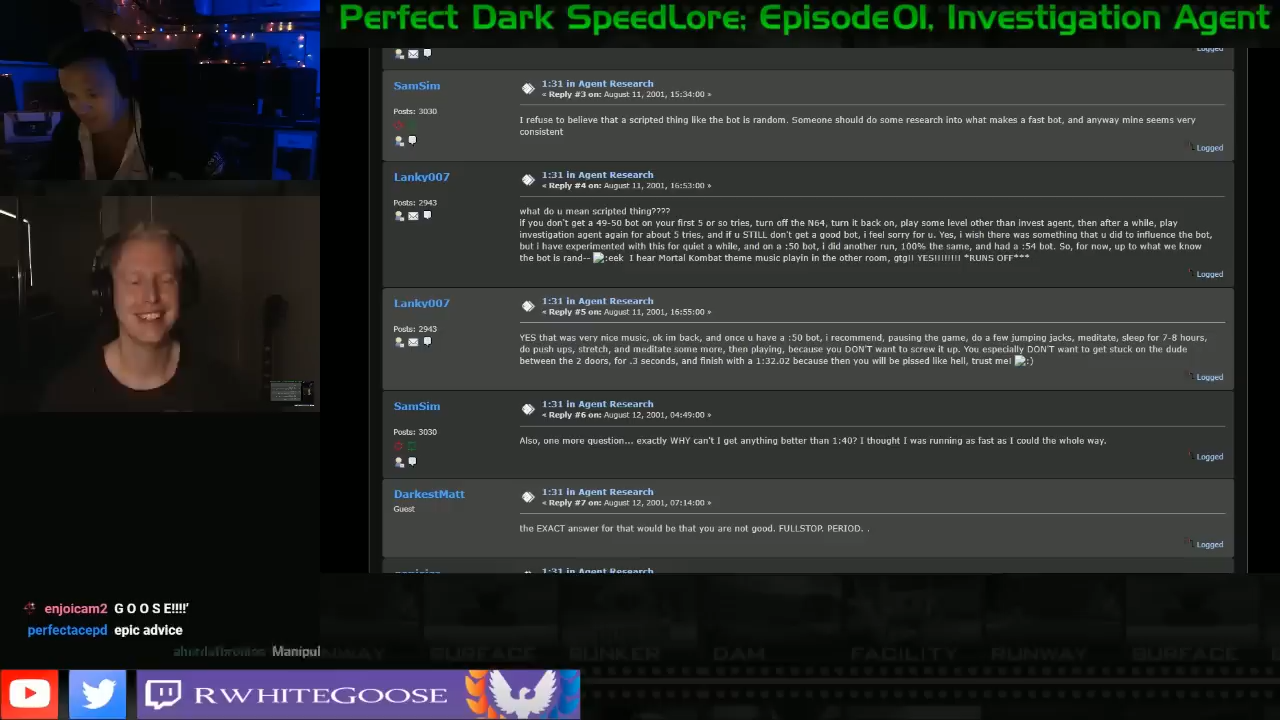 Perfect Dark SpeedLore; Episode01, Investigation Agent
Logged
SamSim
Posts: 3030
1:31 in Agent Research
« Reply #3 on: August 11, 2001, 15:34:00 »
I refuse to believe that a scripted thing like the bot is random. Someone should do some research into what makes a fast bot, and anyway mine seems very
consistent
Logged
Lanky007
Posts: 2943
1:31 in Agent Research
« Reply #4 on: August 11, 2001, 16:53:00 »
what do u mean scripted thing????
if you don't get a 49-50 bot on your first 5 or so tries, turn off the N64, turn it back on, play some level other than invest agent, then after a while, play
investigation agent again for about 5 tries, and if u STILL don't get a good bot, i feel sorry for u. Yes, i wish there was something that u did to influence the bot,
but i have experimented with this for quiet a while, and on a :50 bot, i did another run, 100% the same, and had a :54 bot. So, for now, up to what we know
the bot is rand-- :eek I hear Mortal Kombat theme music playin in the other room, gtg!! YES!!!!!!!! *RUNS OFF***
Logged
Lanky007
Posts: 2943
1:31 in Agent Research
« Reply #5 on: August 11, 2001, 16:55:00 »
YES that was very nice music, ok im back, and once u have a :50 bot, i recommend, pausing the game, do a few jumping jacks, meditate, sleep for 7-8 hours,
do push ups, stretch, and meditate some more, then playing, because you DON'T want to screw it up. You especially DON'T want to get stuck on the dude
between the 2 doors, for .3 seconds, and finish with a 1:32.02 because then you will be pissed like hell, trust me! :)
Logged
SamSim
Posts: 3030
1:31 in Agent Research
« Reply #6 on: August 12, 2001, 04:49:00 »
Also, one more question... exactly WHY can't I get anything better than 1:40? I thought I was running as fast as I could the whole way.
Logged
DarkestMatt
Guest
1:31 in Agent Research
« Reply #7 on: August 12, 2001, 07:14:00 »
the EXACT answer for that would be that you are not good. FULLSTOP. PERIOD. .
Logged
1:31 in Agent Research
enjoicam2 G O O S E!!!!'
perfectacepd epic advice
Manipul
RUNWAY SURFACE BUNKER DAM FACILITY RUNWAY SURFACE
RWHITEGOOSE